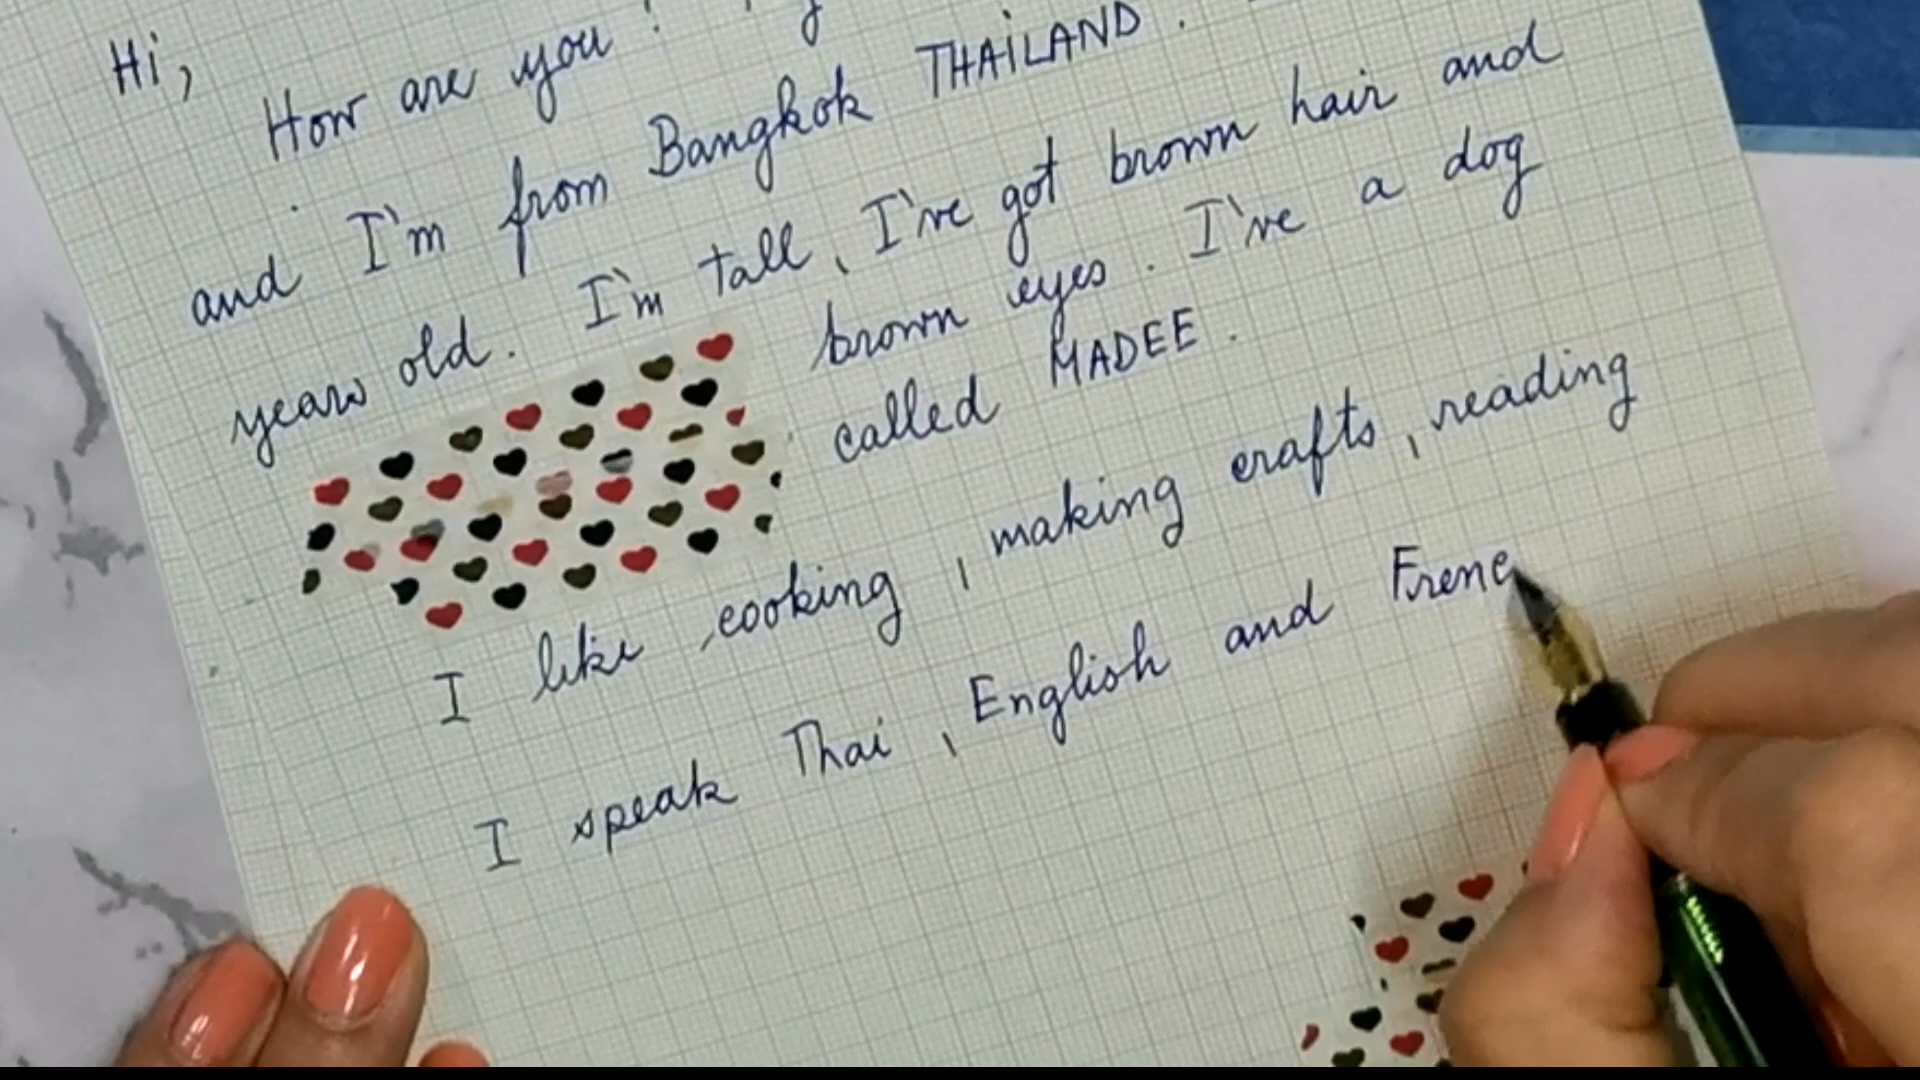 Hi,
How are you!
and I'm from Bangkok THAILAND.
years old. I'm tall, I've got brown hair and
brown eyes. I've a dog
called MADEE.
I like cooking, making crafts, reading
I speak Thai, English and Frenc